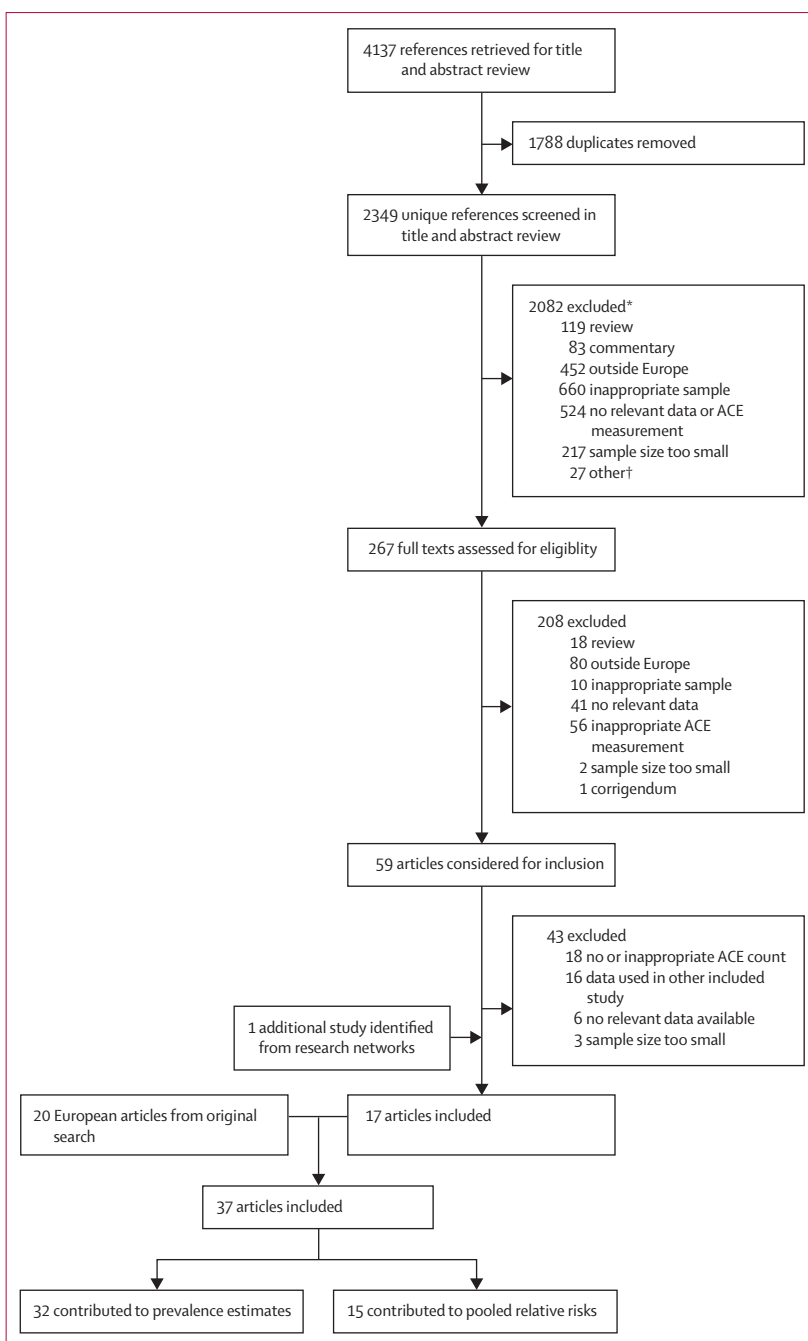 4137 references retrieved for title
and abstract review
1788 duplicates removed
2349 unique references screened in
title and abstract review
2082 excluded*
119 review
83 commentary
452 outside Europe
660 inappropriate sample
524 no relevant data or ACE
measurement
217 sample size too small
27 other†
267 full texts assessed for eligiblity
208 excluded
18 review
80 outside Europe
10 inappropriate sample
41 no relevant data
56 inappropriate ACE
measurement
2 sample size too small
1 corrigendum
59 articles considered for inclusion
43 excluded
18 no or inappropriate ACE count
16 data used in other included
study
6 no relevant data available
3 sample size too small
1 additional study identified
from research networks
20 European articles from original
search
17 articles included
37 articles included
32 contributed to prevalence estimates
15 contributed to pooled relative risks